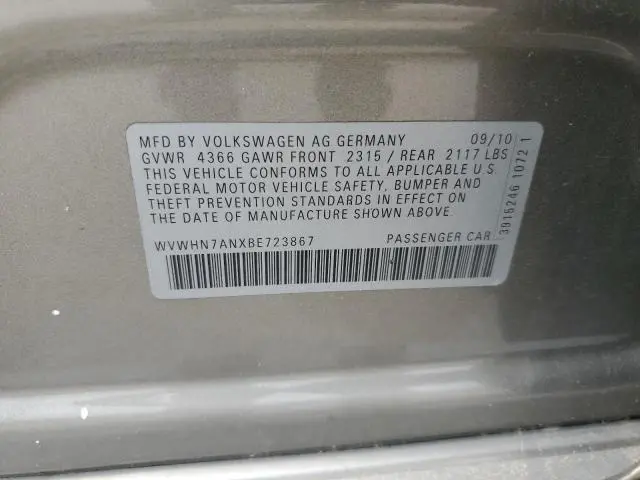 MFD BY VOLKSWAGEN AG GERMANY 09/10
GVWR 4366 GAWR FRONT 2315 / REAR 2117 LBS
THIS VEHICLE CONFORMS TO ALL APPLICABLE U.S.
FEDERAL MOTOR VEHICLE SAFETY, BUMPER AND
THEFT PREVENTION STANDARDS IN EFFECT ON
THE DATE OF MANUFACTURE SHOWN ABOVE.
WVWHN7ANXBE723867 PASSENGER CAR
3915246 1072 1